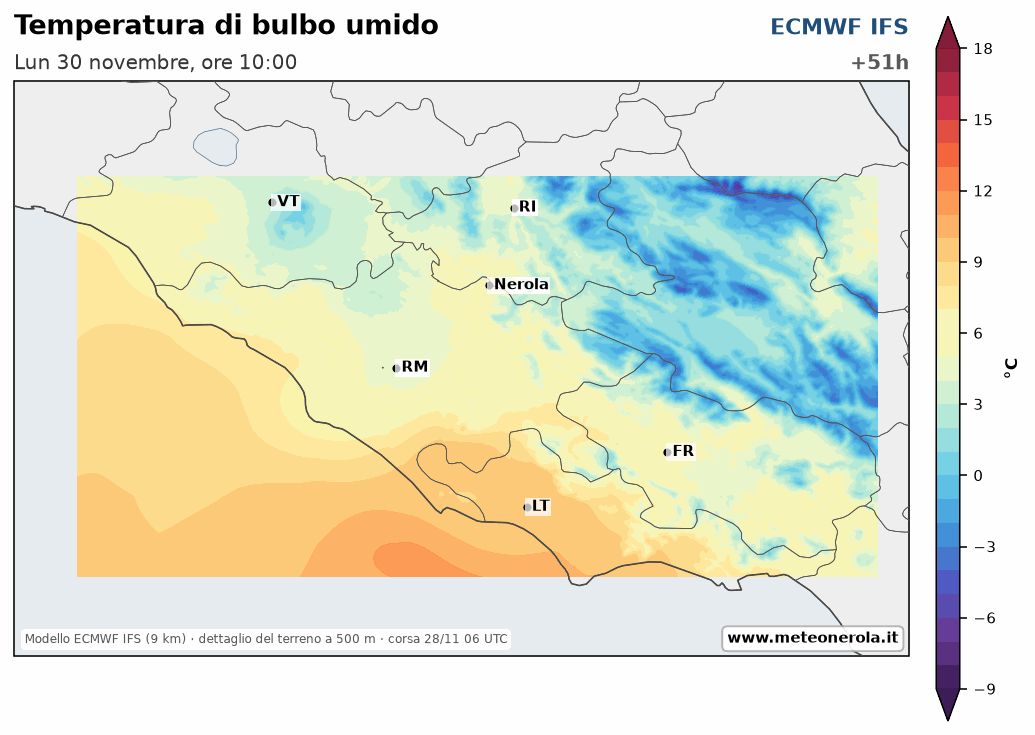 Temperatura di bulbo umido
ECMWF IFS
Lun 30 novembre, ore 10:00
+51h
18
15
12
9
6
3
0
−3
−6
−9
°C
VT
RI
Nerola
RM
FR
LT
Modello ECMWF IFS (9 km) · dettaglio del terreno a 500 m · corsa 28/11 06 UTC
www.meteonerola.it